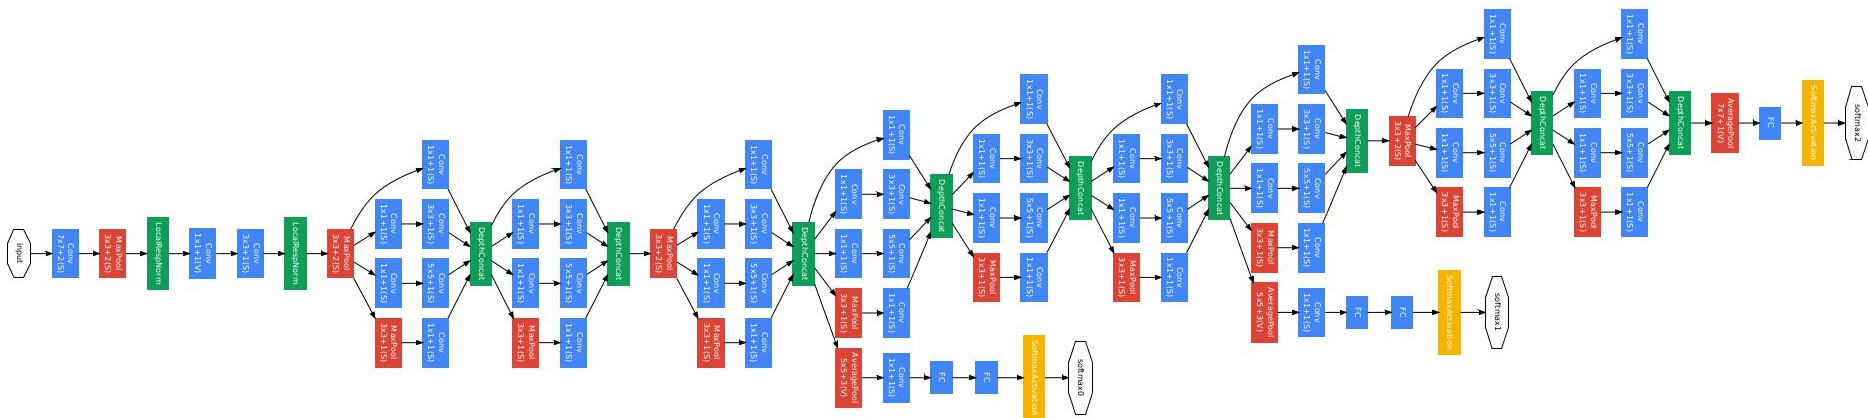 input
Conv
7x7+2(S)
MaxPool
3x3+2(S)
LocalRespNorm
Conv
1x1+1(V)
Conv
3x3+1(S)
LocalRespNorm
MaxPool
3x3+2(S)
Conv
1x1+1(S)
Conv
1x1+1(S)
MaxPool
3x3+1(S)
Conv
1x1+1(S)
Conv
3x3+1(S)
Conv
5x5+1(S)
Conv
1x1+1(S)
DepthConcat
Conv
1x1+1(S)
Conv
1x1+1(S)
MaxPool
3x3+1(S)
Conv
1x1+1(S)
Conv
3x3+1(S)
Conv
5x5+1(S)
Conv
1x1+1(S)
DepthConcat
MaxPool
3x3+2(S)
Conv
1x1+1(S)
Conv
1x1+1(S)
MaxPool
3x3+1(S)
Conv
1x1+1(S)
Conv
3x3+1(S)
Conv
5x5+1(S)
Conv
1x1+1(S)
DepthConcat
Conv
1x1+1(S)
Conv
1x1+1(S)
MaxPool
3x3+1(S)
AveragePool
5x5+3(V)
Conv
1x1+1(S)
Conv
3x3+1(S)
Conv
5x5+1(S)
Conv
1x1+1(S)
Conv
1x1+1(S)
DepthConcat
FC
FC
SoftmaxActivation
softmax0
Conv
1x1+1(S)
Conv
1x1+1(S)
MaxPool
3x3+1(S)
Conv
1x1+1(S)
Conv
3x3+1(S)
Conv
5x5+1(S)
Conv
1x1+1(S)
DepthConcat
Conv
1x1+1(S)
Conv
1x1+1(S)
MaxPool
3x3+1(S)
Conv
1x1+1(S)
Conv
3x3+1(S)
Conv
5x5+1(S)
Conv
1x1+1(S)
DepthConcat
Conv
1x1+1(S)
Conv
1x1+1(S)
MaxPool
3x3+1(S)
AveragePool
5x5+3(V)
Conv
1x1+1(S)
Conv
3x3+1(S)
Conv
5x5+1(S)
Conv
1x1+1(S)
Conv
1x1+1(S)
DepthConcat
FC
FC
SoftmaxActivation
softmax1
MaxPool
3x3+2(S)
Conv
1x1+1(S)
Conv
1x1+1(S)
MaxPool
3x3+1(S)
Conv
1x1+1(S)
Conv
3x3+1(S)
Conv
5x5+1(S)
Conv
1x1+1(S)
DepthConcat
Conv
1x1+1(S)
Conv
1x1+1(S)
MaxPool
3x3+1(S)
Conv
1x1+1(S)
Conv
3x3+1(S)
Conv
5x5+1(S)
Conv
1x1+1(S)
DepthConcat
AveragePool
7x7+1(V)
FC
SoftmaxActivation
softmax2